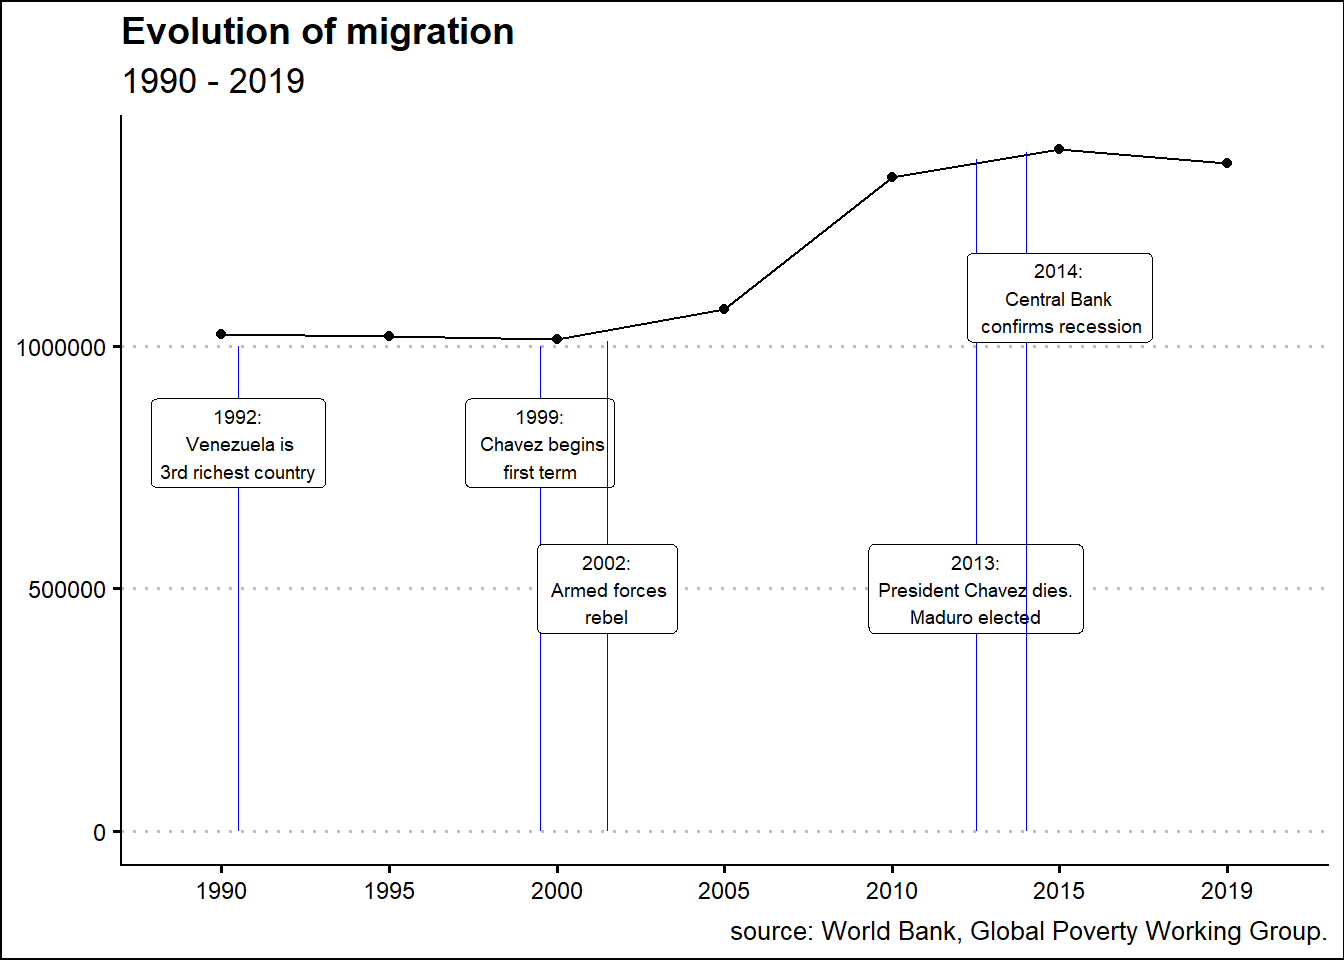 Evolution of migration
1990 - 2019
2014:
Central Bank
confirms recession
1000000
1992:
Venezuela is
3rd richest country
1999:
Chavez begins
first term
2002:
Armed forces
rebel
2013:
President Chavez dies.
Maduro elected
500000
0
1990 1995 2000 2005 2010 2015 2019
source: World Bank, Global Poverty Working Group.